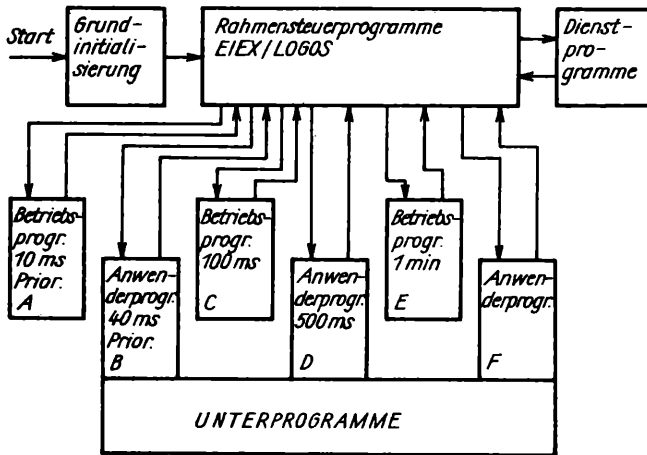 Start
Grund-
initiali-
sierung
Rahmensteuerprogramme
EIEX/LOGOS
Dienst-
pro-
gramme
Betriebs-
progr.
10 ms
Prior.
A
Anwen-
derprogr.
40 ms
Prior.
B
Betriebs-
progr.
100 ms
C
Anwen-
derprogr.
500 ms
D
Betriebs-
progr.
1 min
E
Anwen-
derprogr.
F
UNTERPROGRAMME